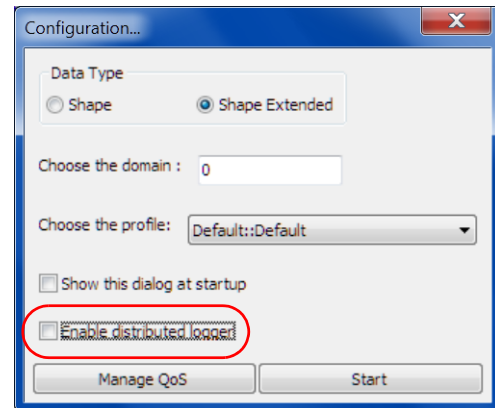 Configuration...
X
Data Type
Shape
Shape Extended
Choose the domain :
0
Choose the profile:
Default::Default
Show this dialog at startup
Enable distributed logger
Manage QoS
Start